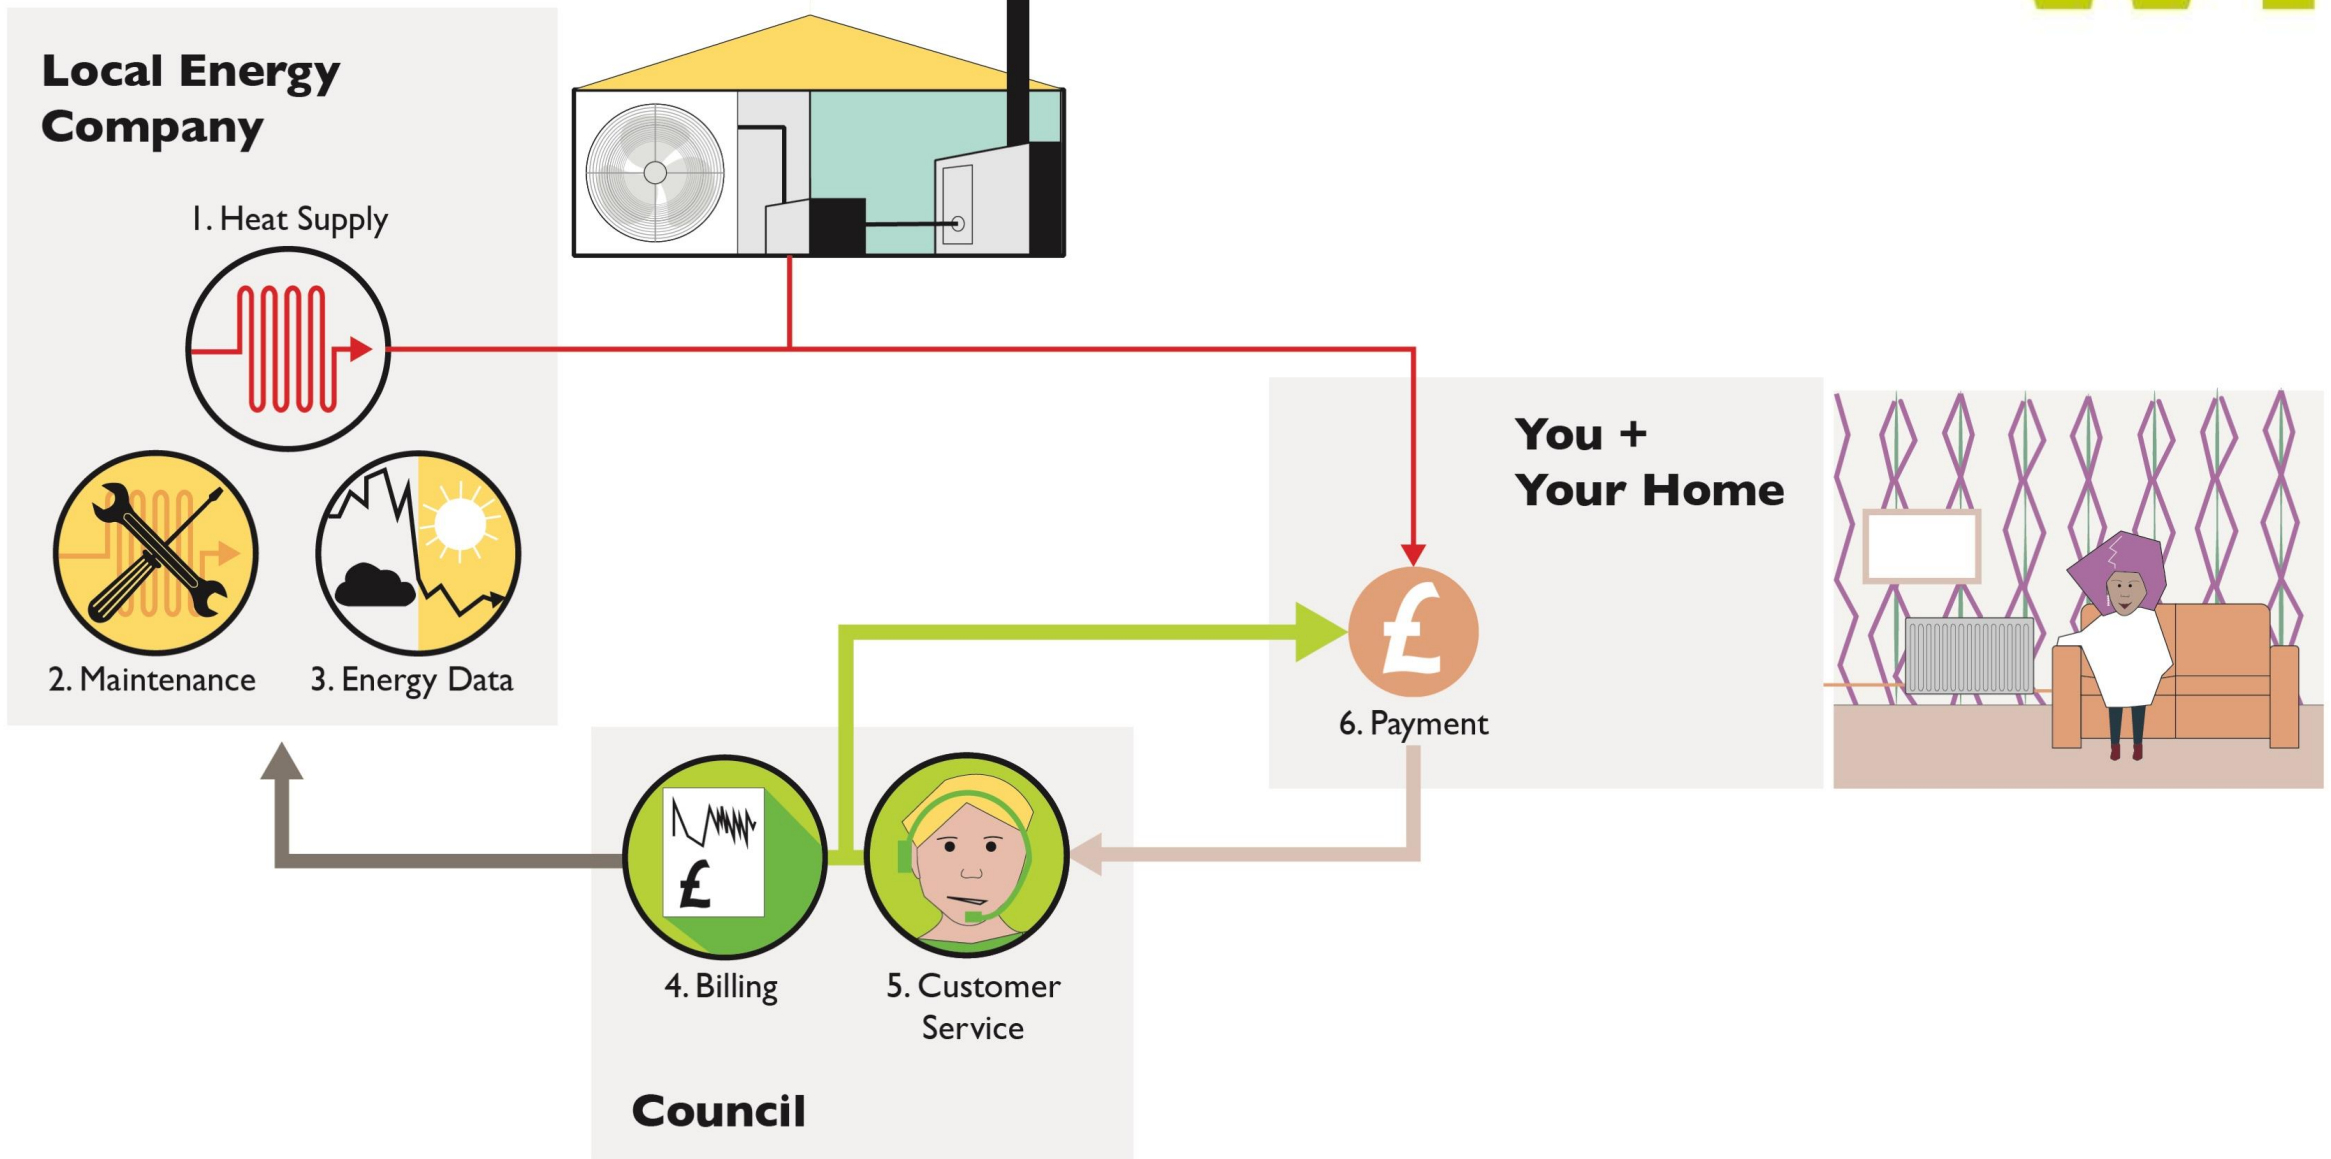 Local Energy
Company
1. Heat Supply
2. Maintenance
3. Energy Data
You +
Your Home
£
6. Payment
£
4. Billing
5. Customer
Service
Council